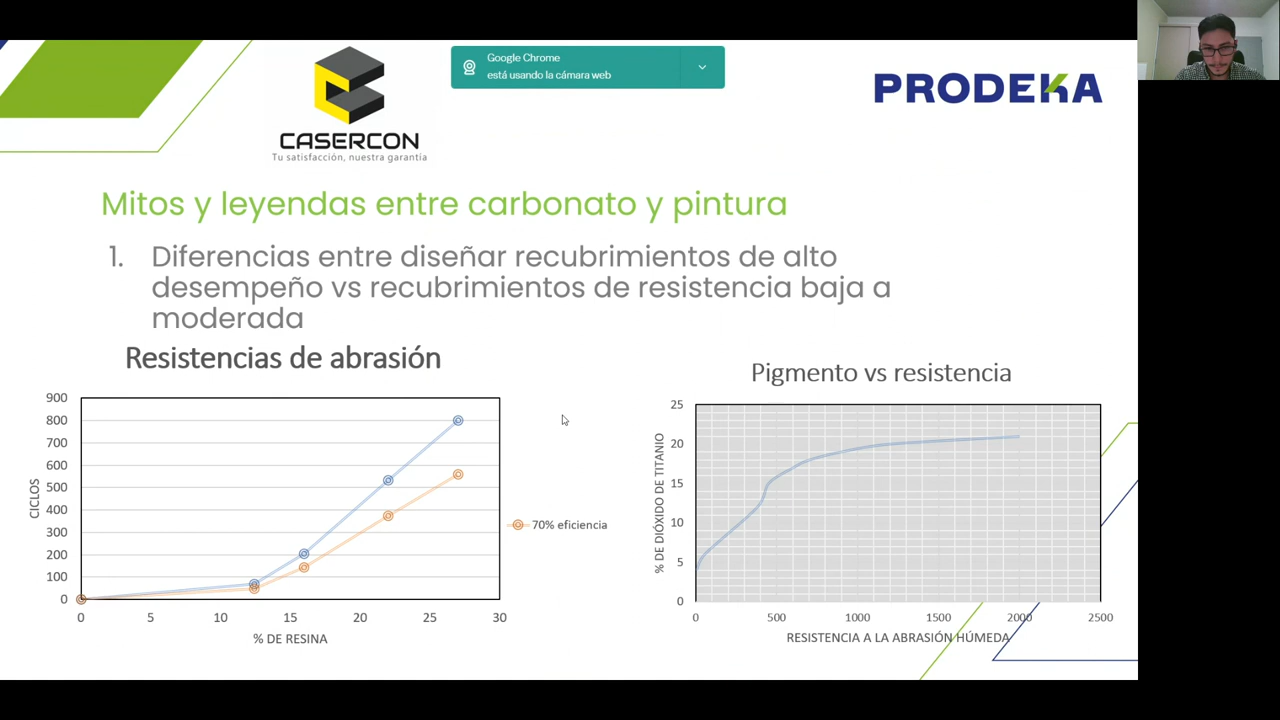 Google Chrome
está usando la cámara web
CASERCON
Tu satisfacción, nuestra garantía
PRODEKA
Mitos y leyendas entre carbonato y pintura
1. Diferencias entre diseñar recubrimientos de alto
desempeño vs recubrimientos de resistencia baja a
moderada
Resistencias de abrasión
900
800
700
600
500
400
300
200
100
0
CICLOS
0 5 10 15 20 25 30
% DE RESINA
70% eficiencia
Pigmento vs resistencia
25
20
15
10
5
0
% DE DIÓXIDO DE TITANIO
0 500 1000 1500 2000 2500
RESISTENCIA A LA ABRASIÓN HÚMEDA